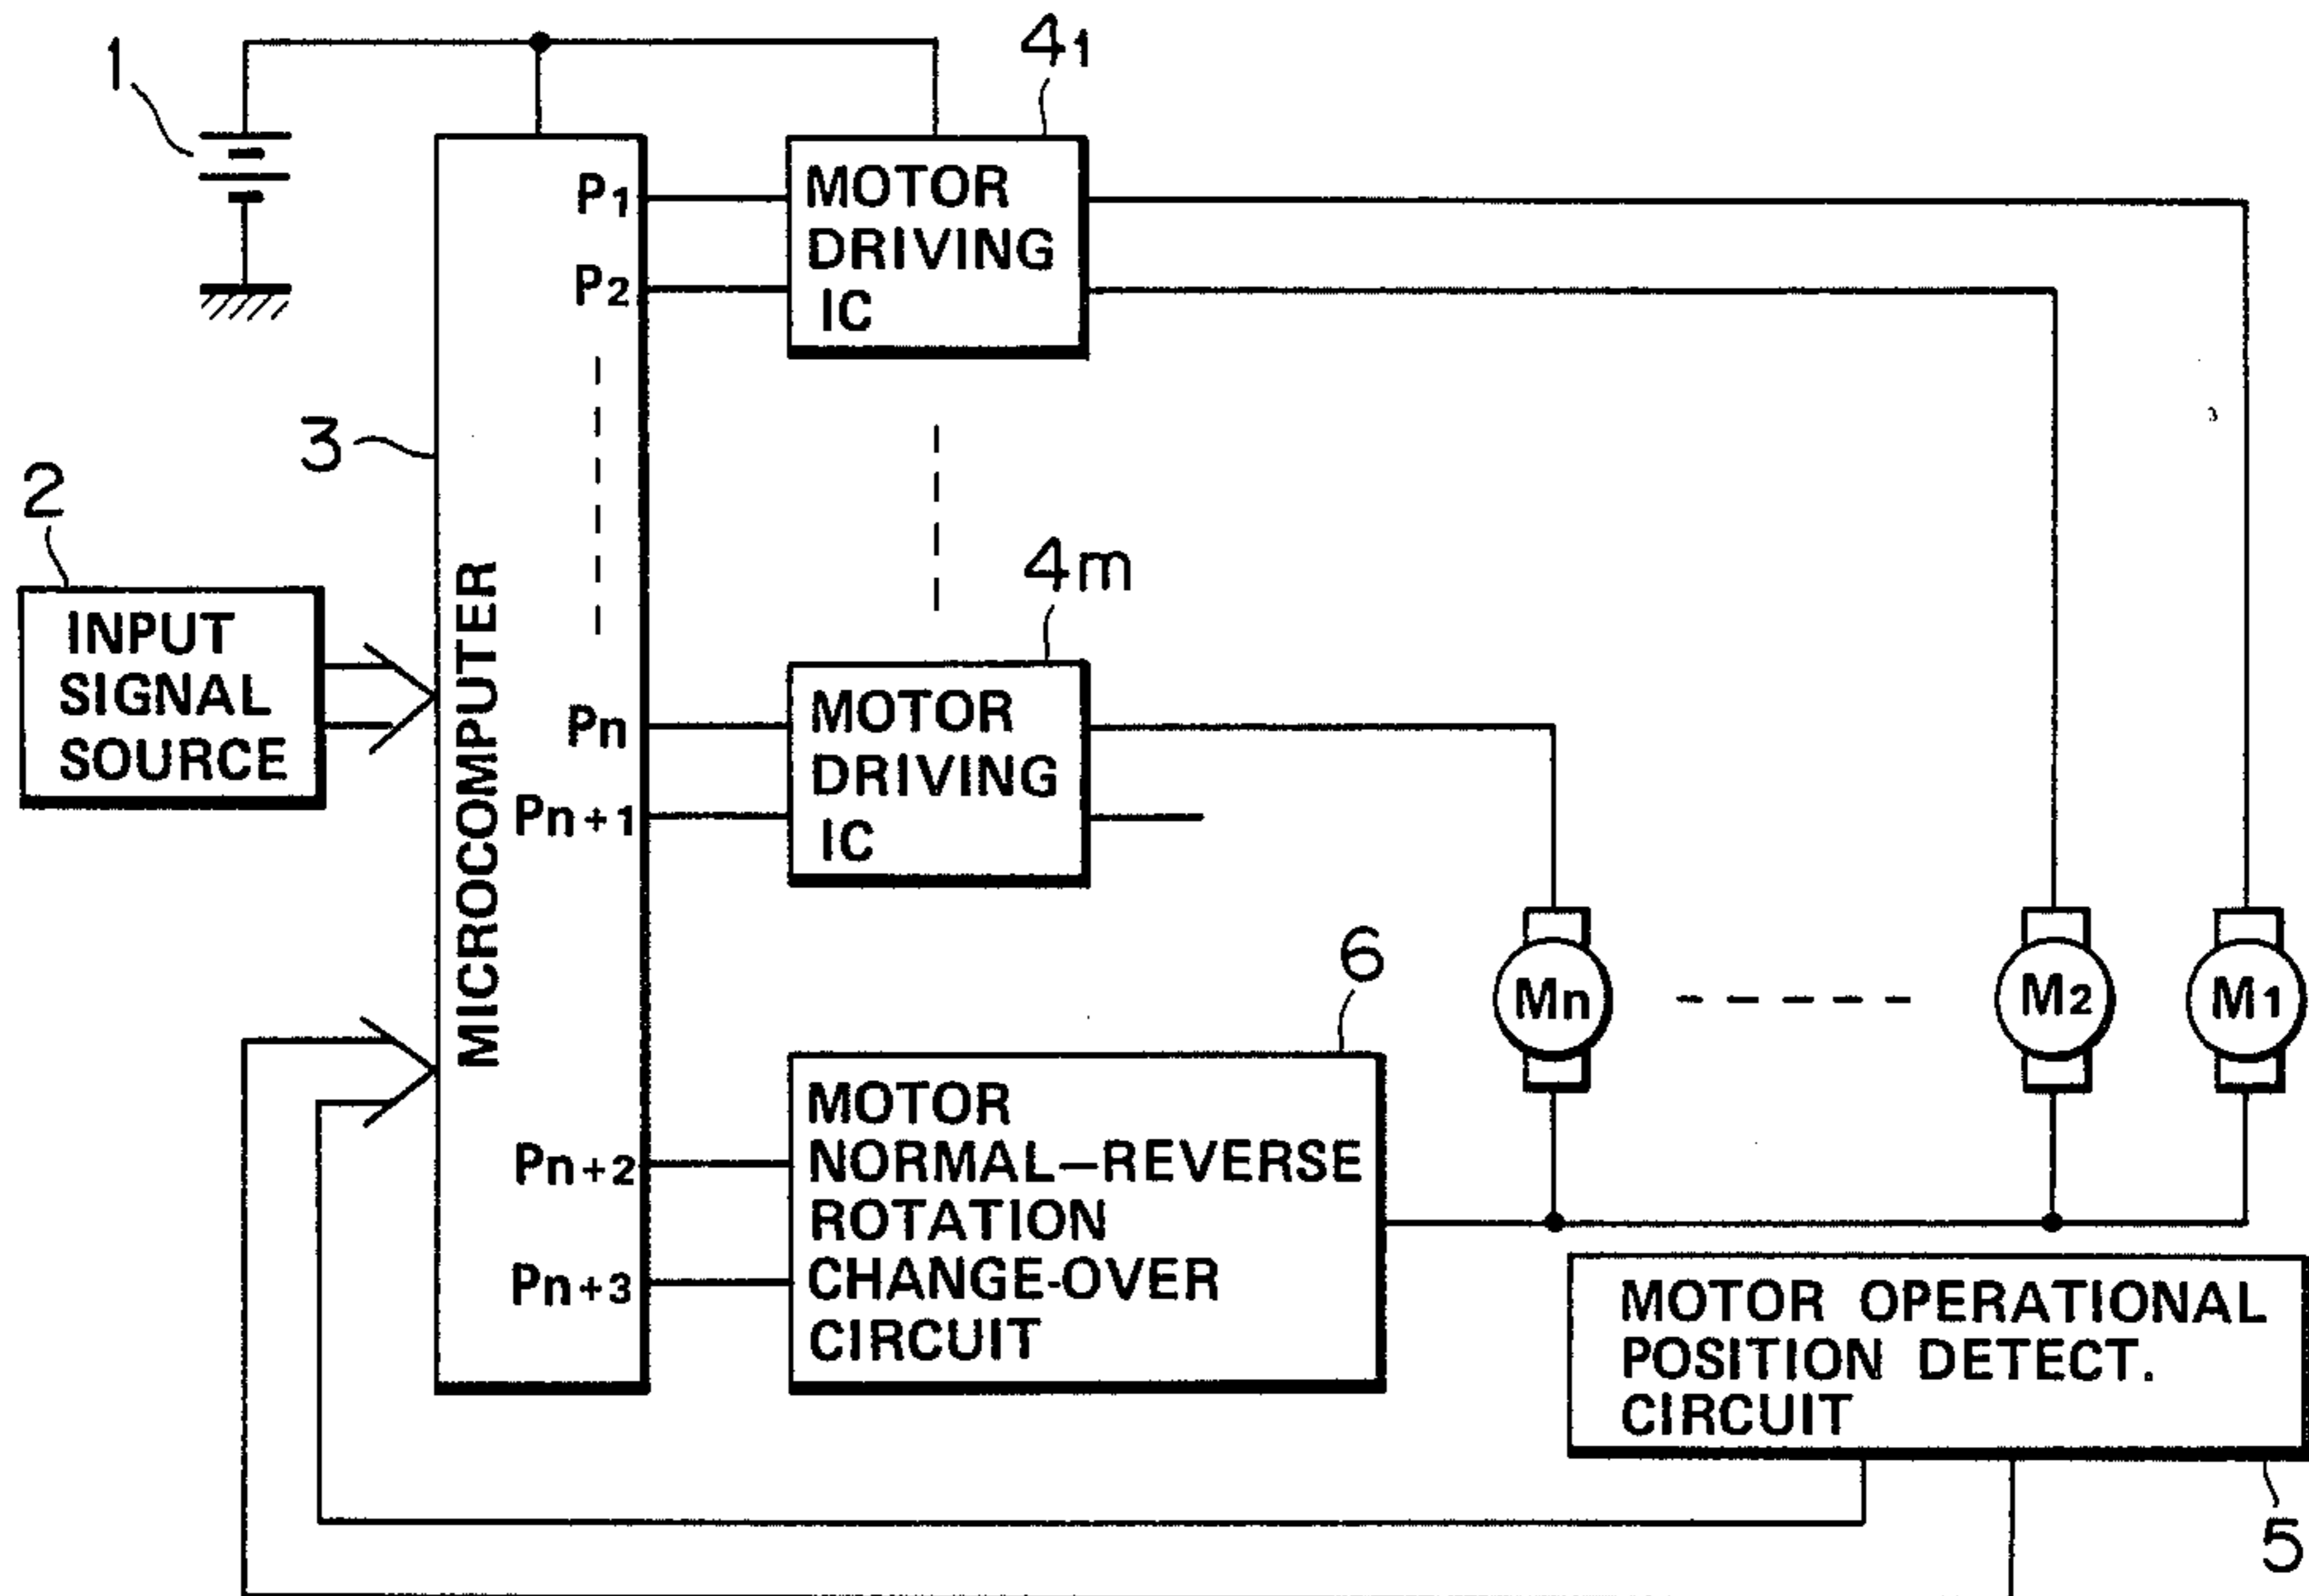 1
4₁
P₁
P₂
MOTOR
DRIVING
IC
3
2
INPUT
SIGNAL
SOURCE
MICROCOMPUTER
4m
Pn
Pn+1
MOTOR
DRIVING
IC
6
Mn
M₂
M₁
Pn+2
Pn+3
MOTOR
NORMAL–REVERSE
ROTATION
CHANGE-OVER
CIRCUIT
MOTOR OPERATIONAL
POSITION DETECT.
CIRCUIT
5